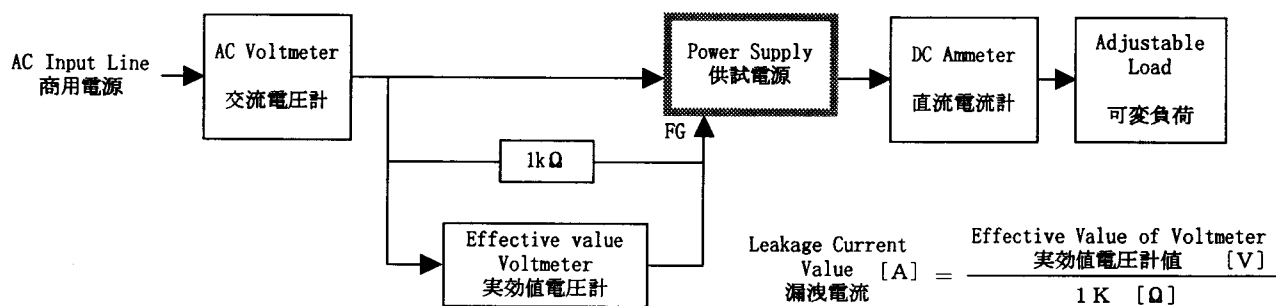 AC Input Line
商用電源
AC Voltmeter
交流電圧計
Power Supply
供試電源
DC Ammeter
直流電流計
Adjustable
Load
可変負荷
FG
1kΩ
Effective value
Voltmeter
実効値電圧計
Leakage Current
Value [A] =
漏洩電流
Effective Value of Voltmeter
実効値電圧計値 [V]
1K [Ω]